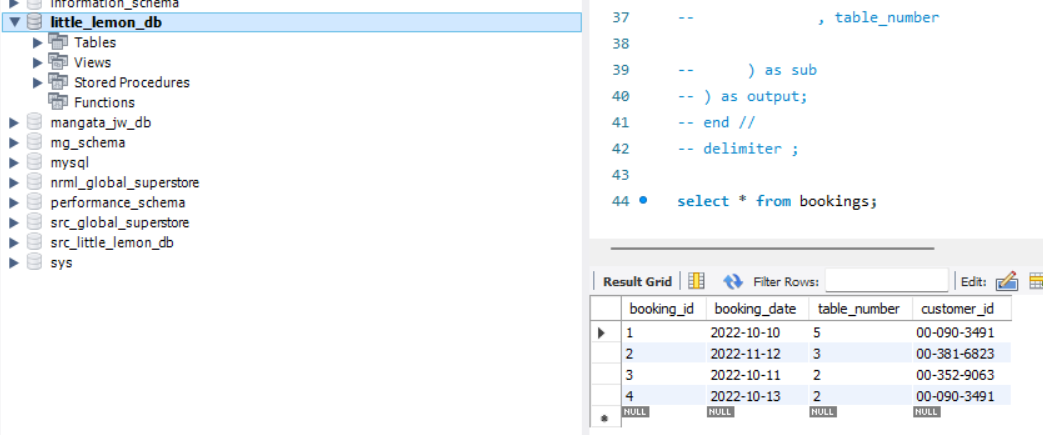 information_schema
little_lemon_db
Tables
Views
Stored Procedures
Functions
mangata_jw_db
mg_schema
mysql
nrml_global_superstore
performance_schema
src_global_superstore
src_little_lemon_db
sys
37 -- , table_number
38
39 -- ) as sub
40 -- ) as output;
41 -- end //
42 -- delimiter ;
43
44 select * from bookings;
Result Grid Filter Rows: Edit:
booking_id booking_date table_number customer_id
1 2022-10-10 5 00-090-3491
2 2022-11-12 3 00-381-6823
3 2022-10-11 2 00-352-9063
4 2022-10-13 2 00-090-3491
NULL NULL NULL NULL